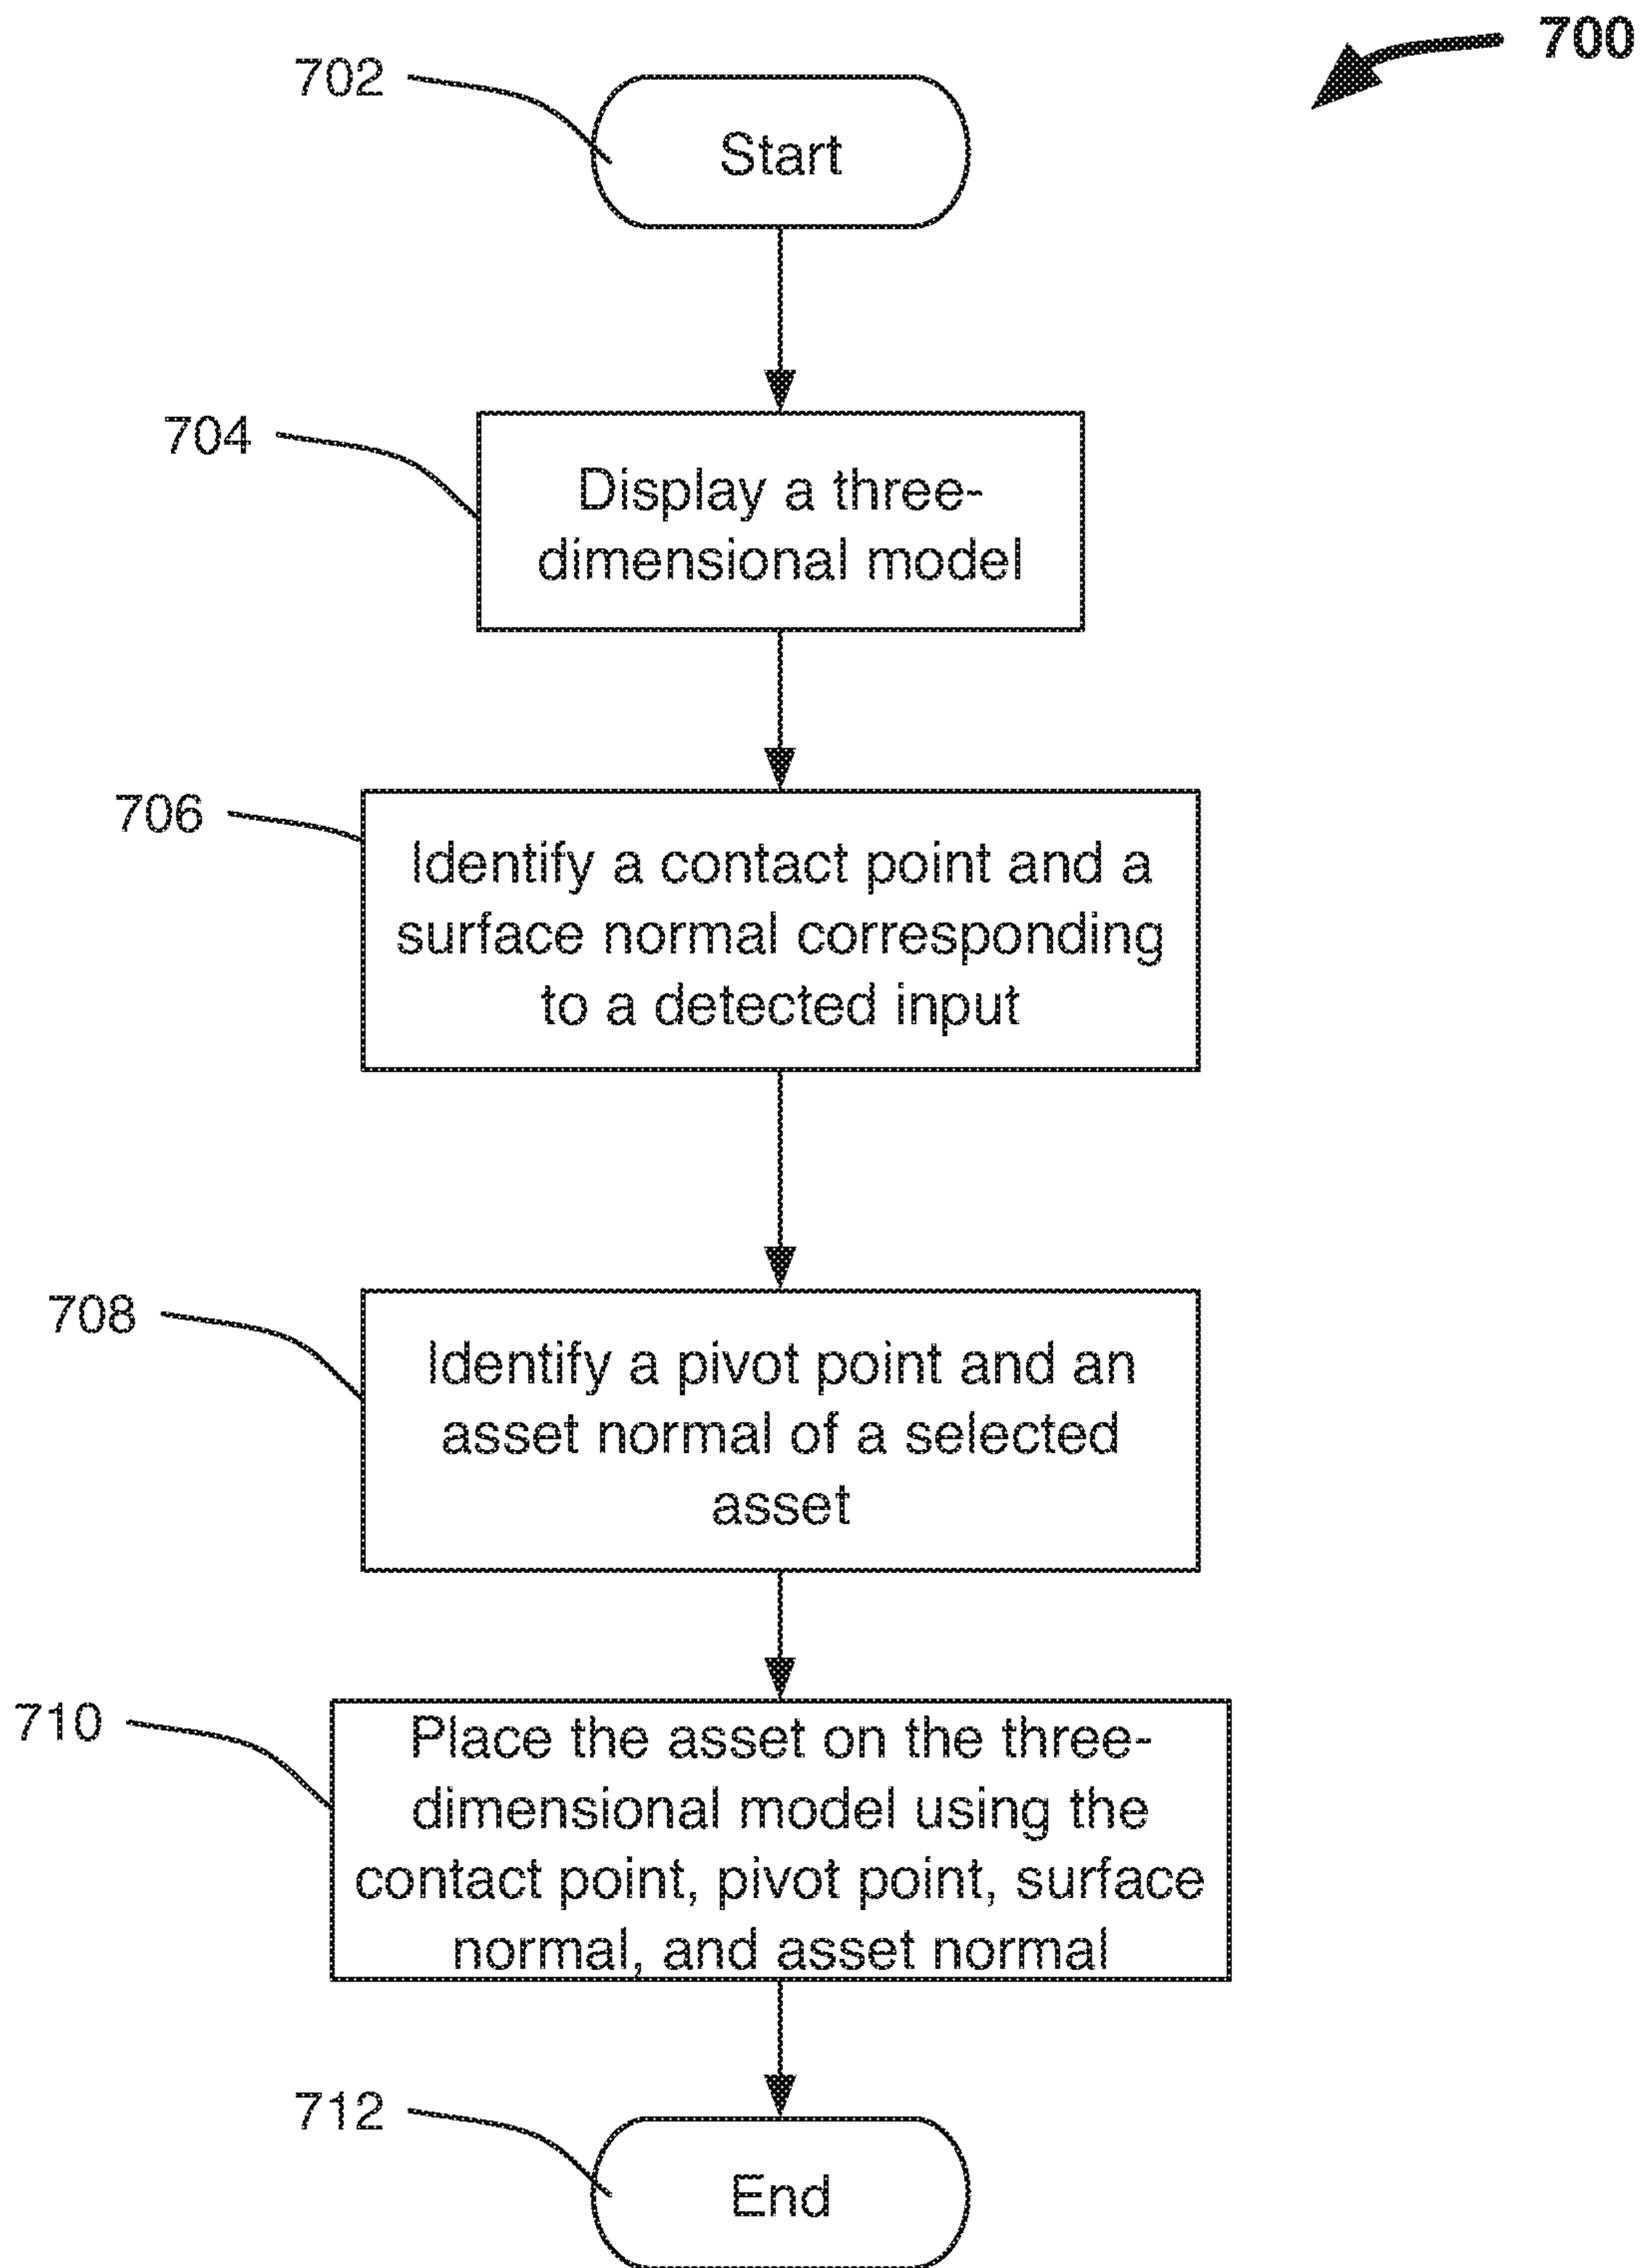 700
702
Start
704
Display a three-
dimensional model
706
Identify a contact point and a
surface normal corresponding
to a detected input
708
Identify a pivot point and an
asset normal of a selected
asset
710
Place the asset on the three-
dimensional model using the
contact point, pivot point, surface
normal, and asset normal
712
End